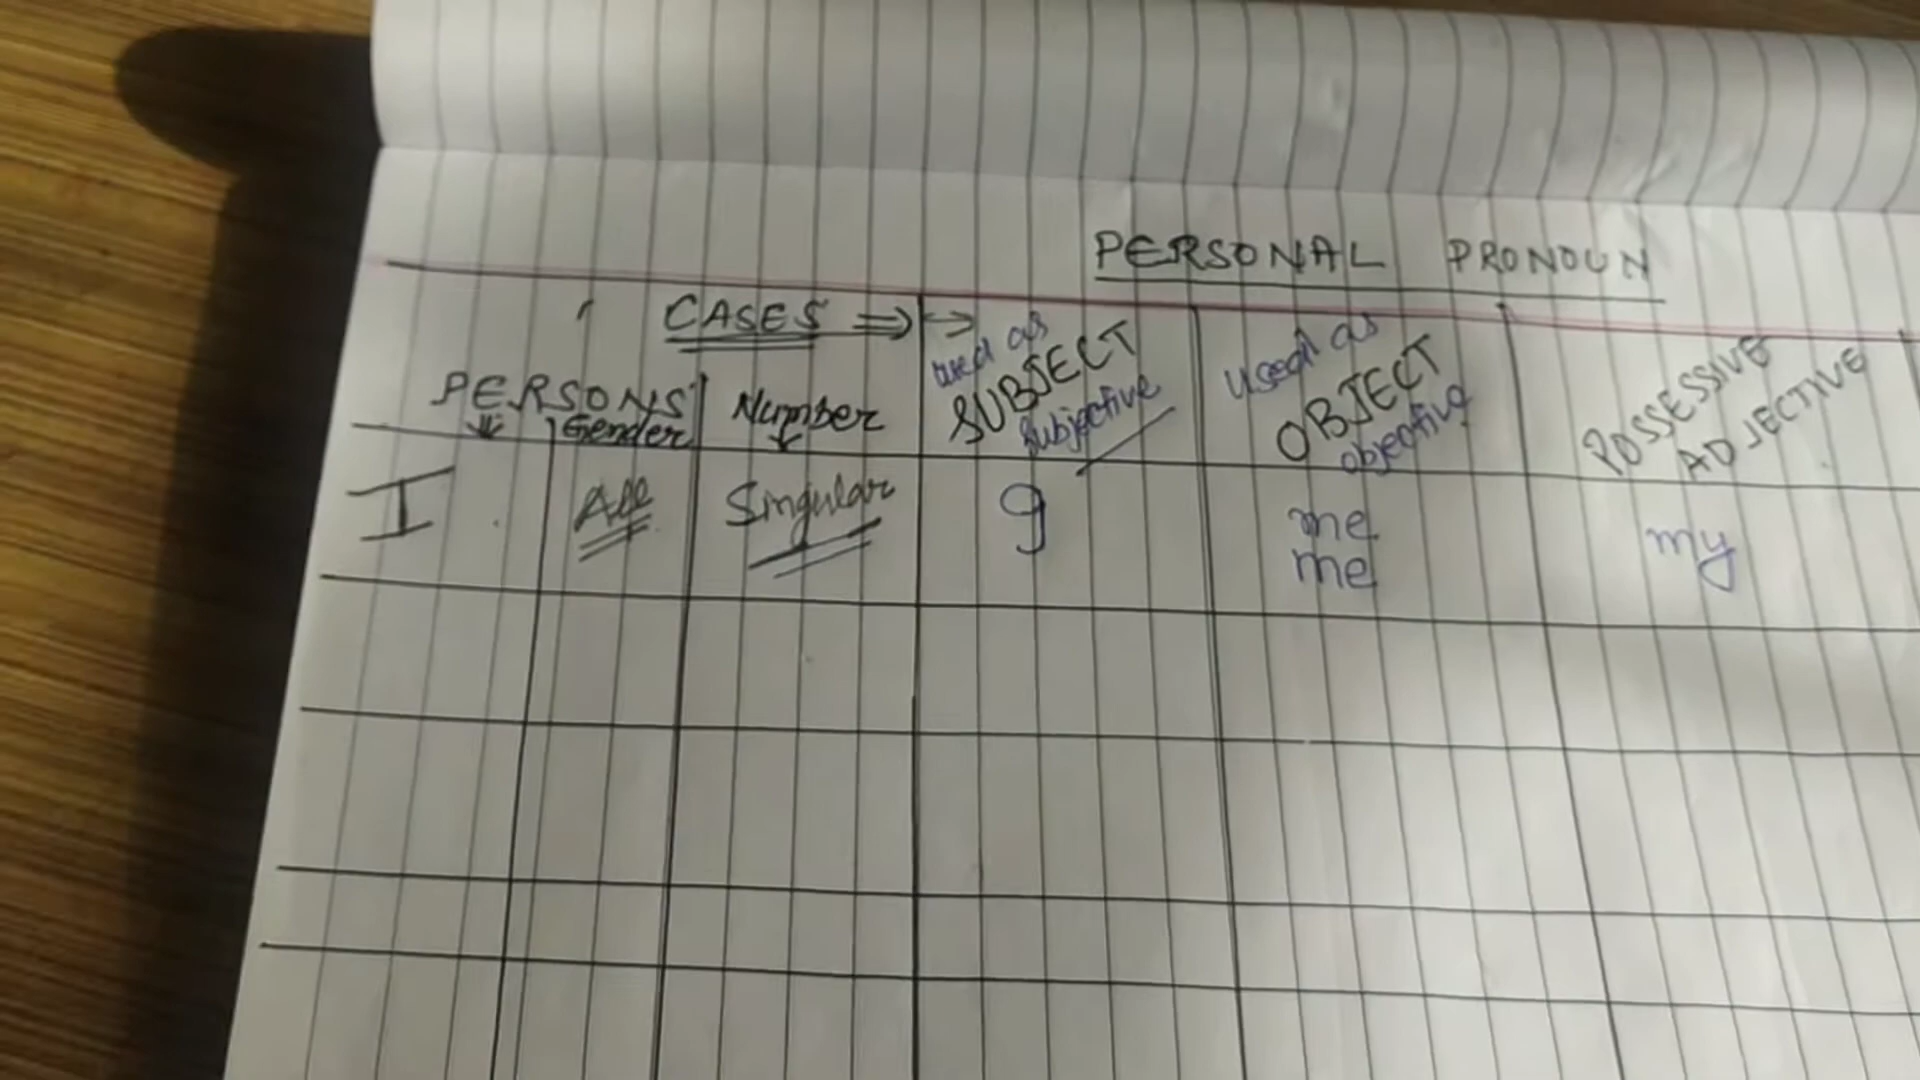 PERSONAL PRONOUN
CASES ⇒
PERSONS
Gender
Number
used as
SUBJECT
subjective
used as
OBJECT
objective
POSSESSIVE
ADJECTIVE
I
All
Singular
I
me
me
my